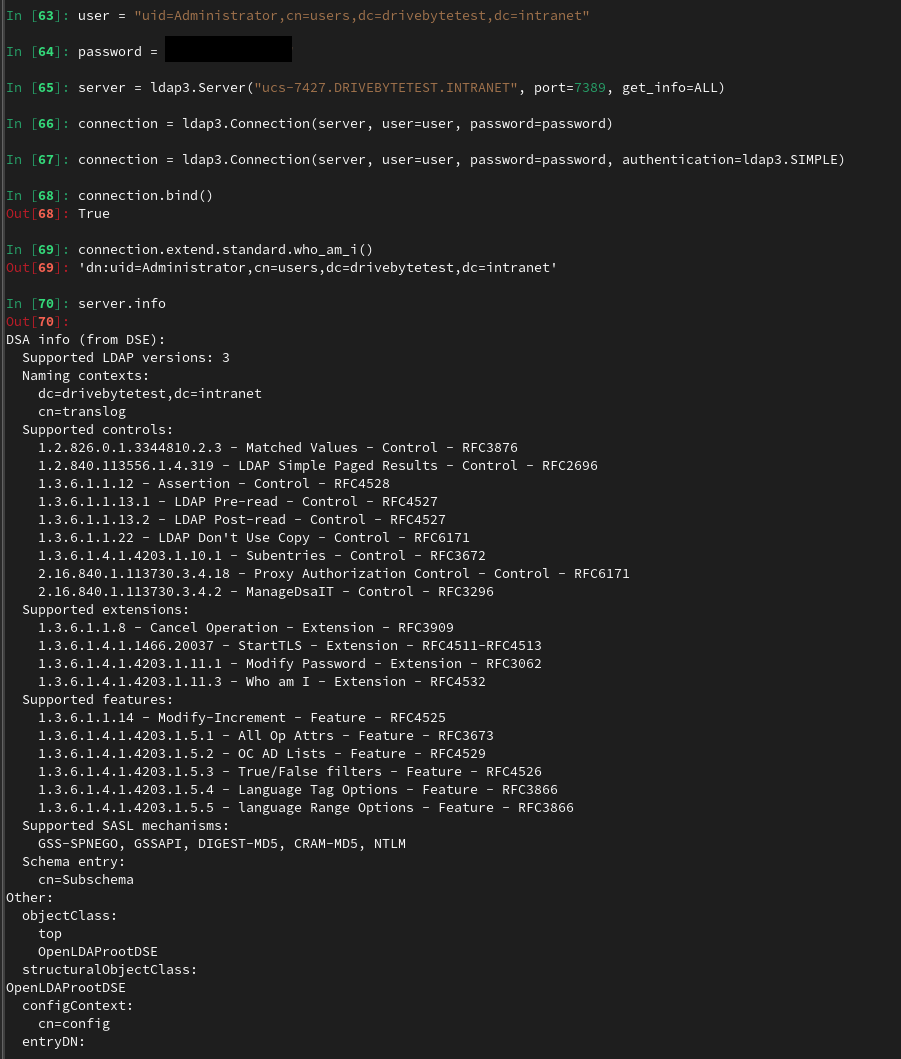 In [63]: user = "uid=Administrator,cn=users,dc=drivebytetest,dc=intranet"
In [64]: password =
In [65]: server = ldap3.Server("ucs-7427.DRIVEBYTETEST.INTRANET", port=7389, get_info=ALL)
In [66]: connection = ldap3.Connection(server, user=user, password=password)
In [67]: connection = ldap3.Connection(server, user=user, password=password, authentication=ldap3.SIMPLE)
In [68]: connection.bind()
Out[68]: True
In [69]: connection.extend.standard.who_am_i()
Out[69]: 'dn:uid=Administrator,cn=users,dc=drivebytetest,dc=intranet'
In [70]: server.info
Out[70]:
DSA info (from DSE):
  Supported LDAP versions: 3
  Naming contexts:
    dc=drivebytetest,dc=intranet
    cn=translog
  Supported controls:
    1.2.826.0.1.3344810.2.3 - Matched Values - Control - RFC3876
    1.2.840.113556.1.4.319 - LDAP Simple Paged Results - Control - RFC2696
    1.3.6.1.1.12 - Assertion - Control - RFC4528
    1.3.6.1.1.13.1 - LDAP Pre-read - Control - RFC4527
    1.3.6.1.1.13.2 - LDAP Post-read - Control - RFC4527
    1.3.6.1.1.22 - LDAP Don't Use Copy - Control - RFC6171
    1.3.6.1.4.1.4203.1.10.1 - Subentries - Control - RFC3672
    2.16.840.1.113730.3.4.18 - Proxy Authorization Control - Control - RFC6171
    2.16.840.1.113730.3.4.2 - ManageDsaIT - Control - RFC3296
  Supported extensions:
    1.3.6.1.1.8 - Cancel Operation - Extension - RFC3909
    1.3.6.1.4.1.1466.20037 - StartTLS - Extension - RFC4511-RFC4513
    1.3.6.1.4.1.4203.1.11.1 - Modify Password - Extension - RFC3062
    1.3.6.1.4.1.4203.1.11.3 - Who am I - Extension - RFC4532
  Supported features:
    1.3.6.1.1.14 - Modify-Increment - Feature - RFC4525
    1.3.6.1.4.1.4203.1.5.1 - All Op Attrs - Feature - RFC3673
    1.3.6.1.4.1.4203.1.5.2 - OC AD Lists - Feature - RFC4529
    1.3.6.1.4.1.4203.1.5.3 - True/False filters - Feature - RFC4526
    1.3.6.1.4.1.4203.1.5.4 - Language Tag Options - Feature - RFC3866
    1.3.6.1.4.1.4203.1.5.5 - language Range Options - Feature - RFC3866
  Supported SASL mechanisms:
    GSS-SPNEGO, GSSAPI, DIGEST-MD5, CRAM-MD5, NTLM
  Schema entry:
    cn=Subschema
Other:
  objectClass:
    top
    OpenLDAProotDSE
  structuralObjectClass:
OpenLDAProotDSE
  configContext:
    cn=config
  entryDN: